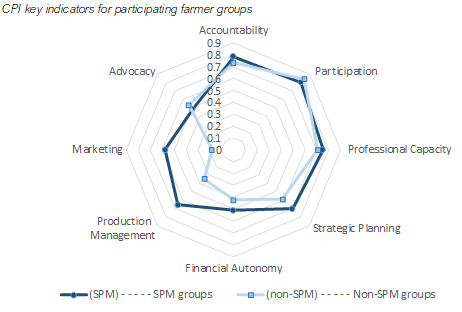 CPI key indicators for participating farmer groups
Accountability
0.9
0.8
0.7
0.6
0.5
0.4
0.3
0.2
0.1
0
Participation
Professional Capacity
Strategic Planning
Financial Autonomy
Production
Management
Marketing
Advocacy
(SPM) - - - - - SPM groups
(non-SPM) - - - - - Non-SPM groups